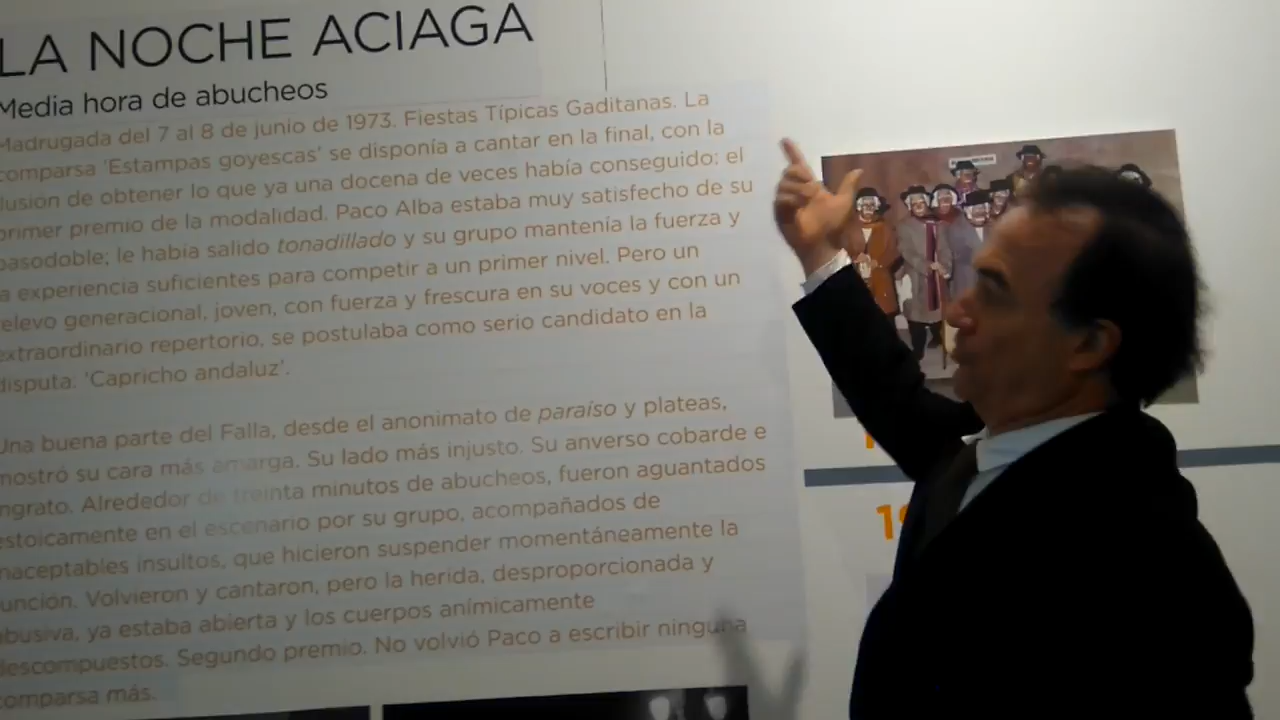 LA NOCHE ACIAGA
Media hora de abucheos
Madrugada del 7 al 8 de junio de 1973. Fiestas Típicas Gaditanas. La
comparsa 'Estampas goyescas' se disponía a cantar en la final, con la
ilusión de obtener lo que ya una docena de veces había conseguido: el
primer premio de la modalidad. Paco Alba estaba muy satisfecho de su
pasodoble; le había salido tonadillado y su grupo mantenía la fuerza y
la experiencia suficientes para competir a un primer nivel. Pero un
relevo generacional, joven, con fuerza y frescura en su voces y con un
extraordinario repertorio, se postulaba como serio candidato en la
disputa: 'Capricho andaluz'.
Una buena parte del Falla, desde el anonimato de paraíso y plateas,
mostró su cara más amarga. Su lado más injusto. Su anverso cobarde e
ingrato. Alrededor de treinta minutos de abucheos, fueron aguantados
estoicamente en el escenario por su grupo, acompañados de
inaceptables insultos, que hicieron suspender momentáneamente la
función. Volvieron y cantaron, pero la herida, desproporcionada y
abusiva, ya estaba abierta y los cuerpos anímicamente
descompuestos. Segundo premio. No volvió Paco a escribir ninguna
comparsa más.